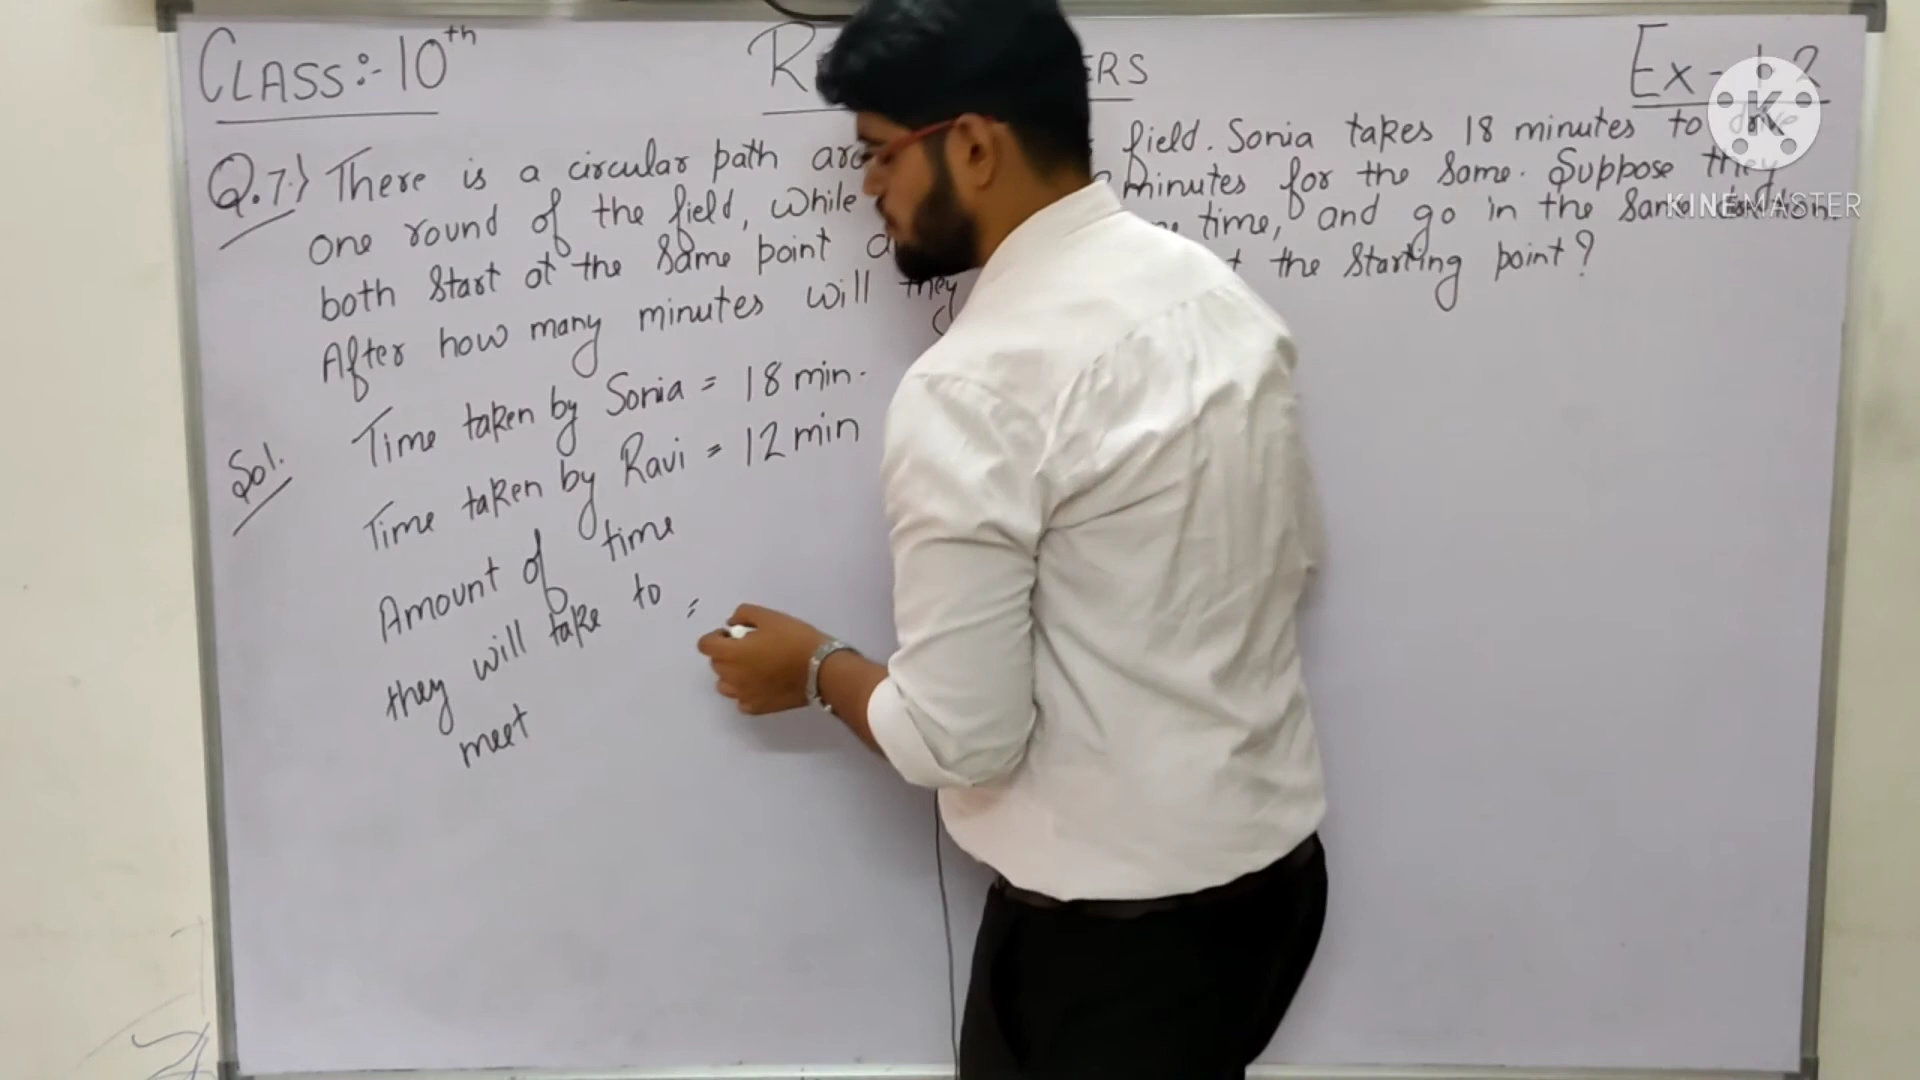 CLASS:- 10th R ERS Ex - 1.2
Q.7.) There is a circular path aro field. Sonia takes 18 minutes to drive
one round of the field, while minutes for the same. Suppose they
both start at the same point a time, and go in the same
After how many minutes will they the starting point?
Sol. Time taken by Sonia = 18 min.
Time taken by Ravi = 12 min
Amount of time
they will take to =
meet
K
KINEMASTER